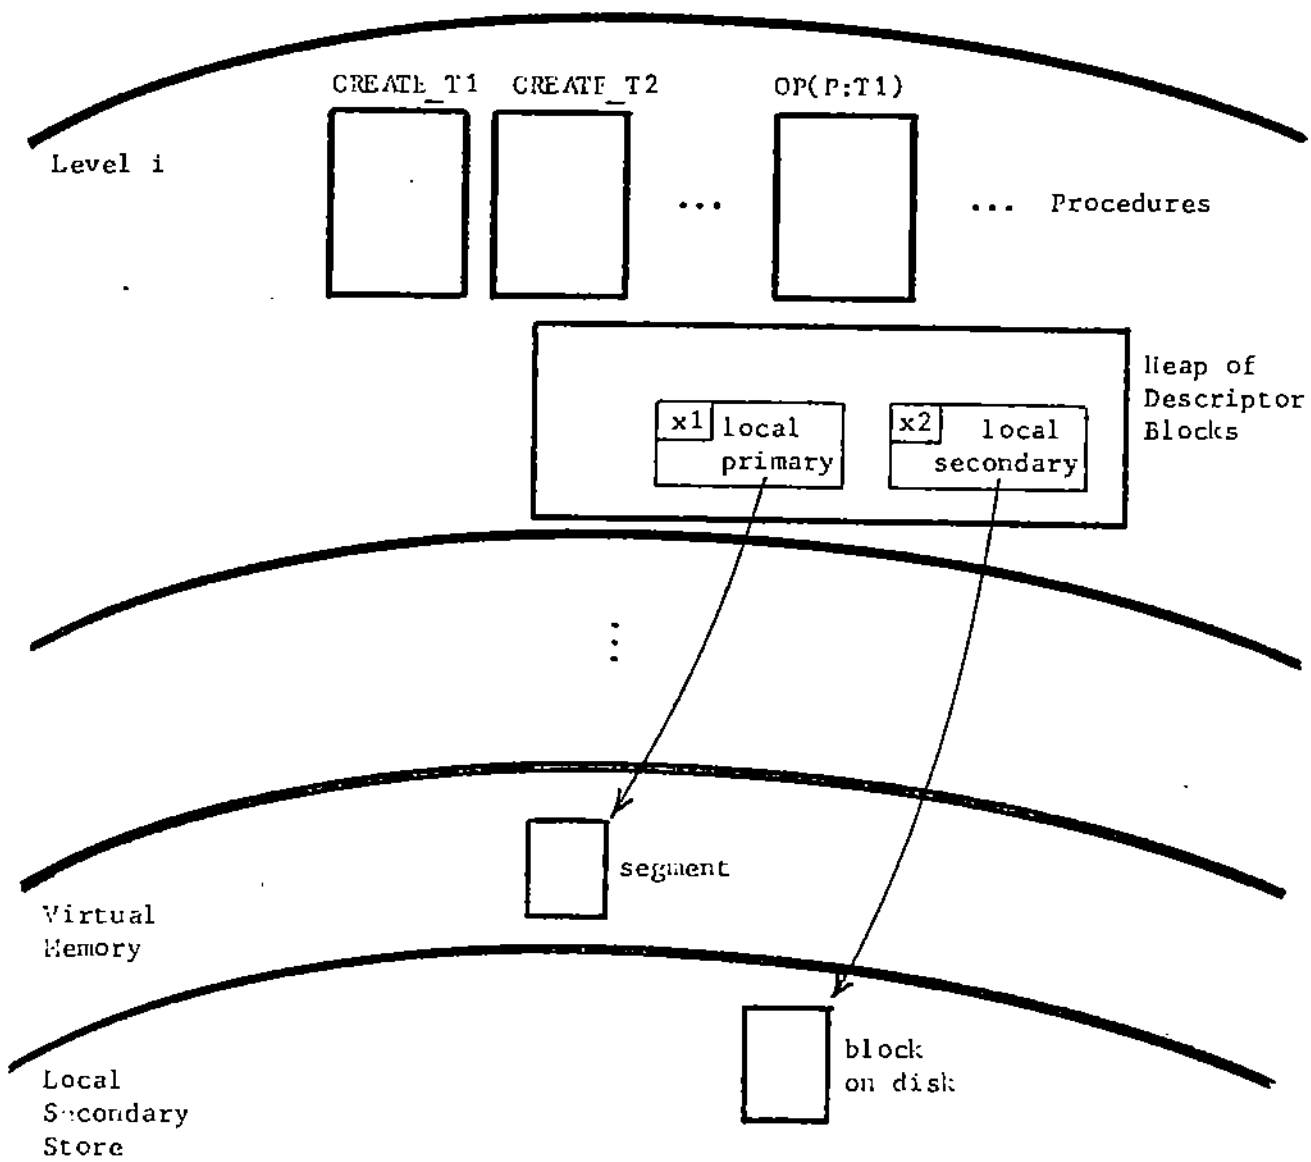 CREATE_T1 CREATE_T2 OP(P:T1)
Level i
... ... Procedures
Heap of
Descriptor
Blocks
x1 local
primary
x2 local
secondary
...
segment
Virtual
Memory
block
on disk
Local
Secondary
Store